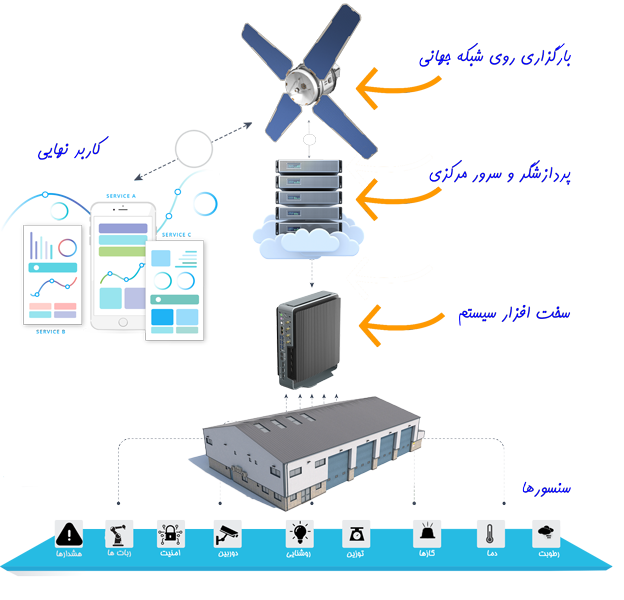 بارگزاری روی شبکه جهانی
کاربر نهایی
پردازشگر و سرور مرکزی
SERVICE A
SERVICE C
SERVICE B
سخت افزار سیستم
سنسورها
رطوبت
دما
گازها
توزین
روشنایی
دوربین
امنیت
ربات ها
هشدارها